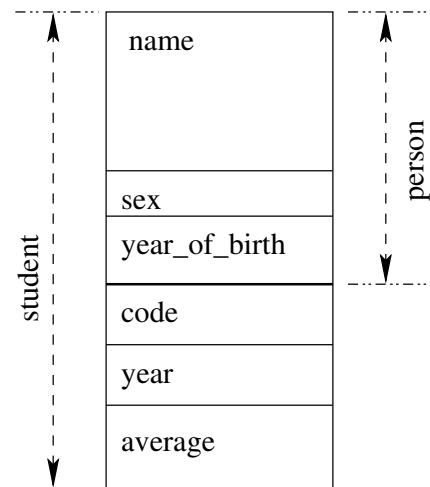 name
sex
year_of_birth
code
year
average
student
person